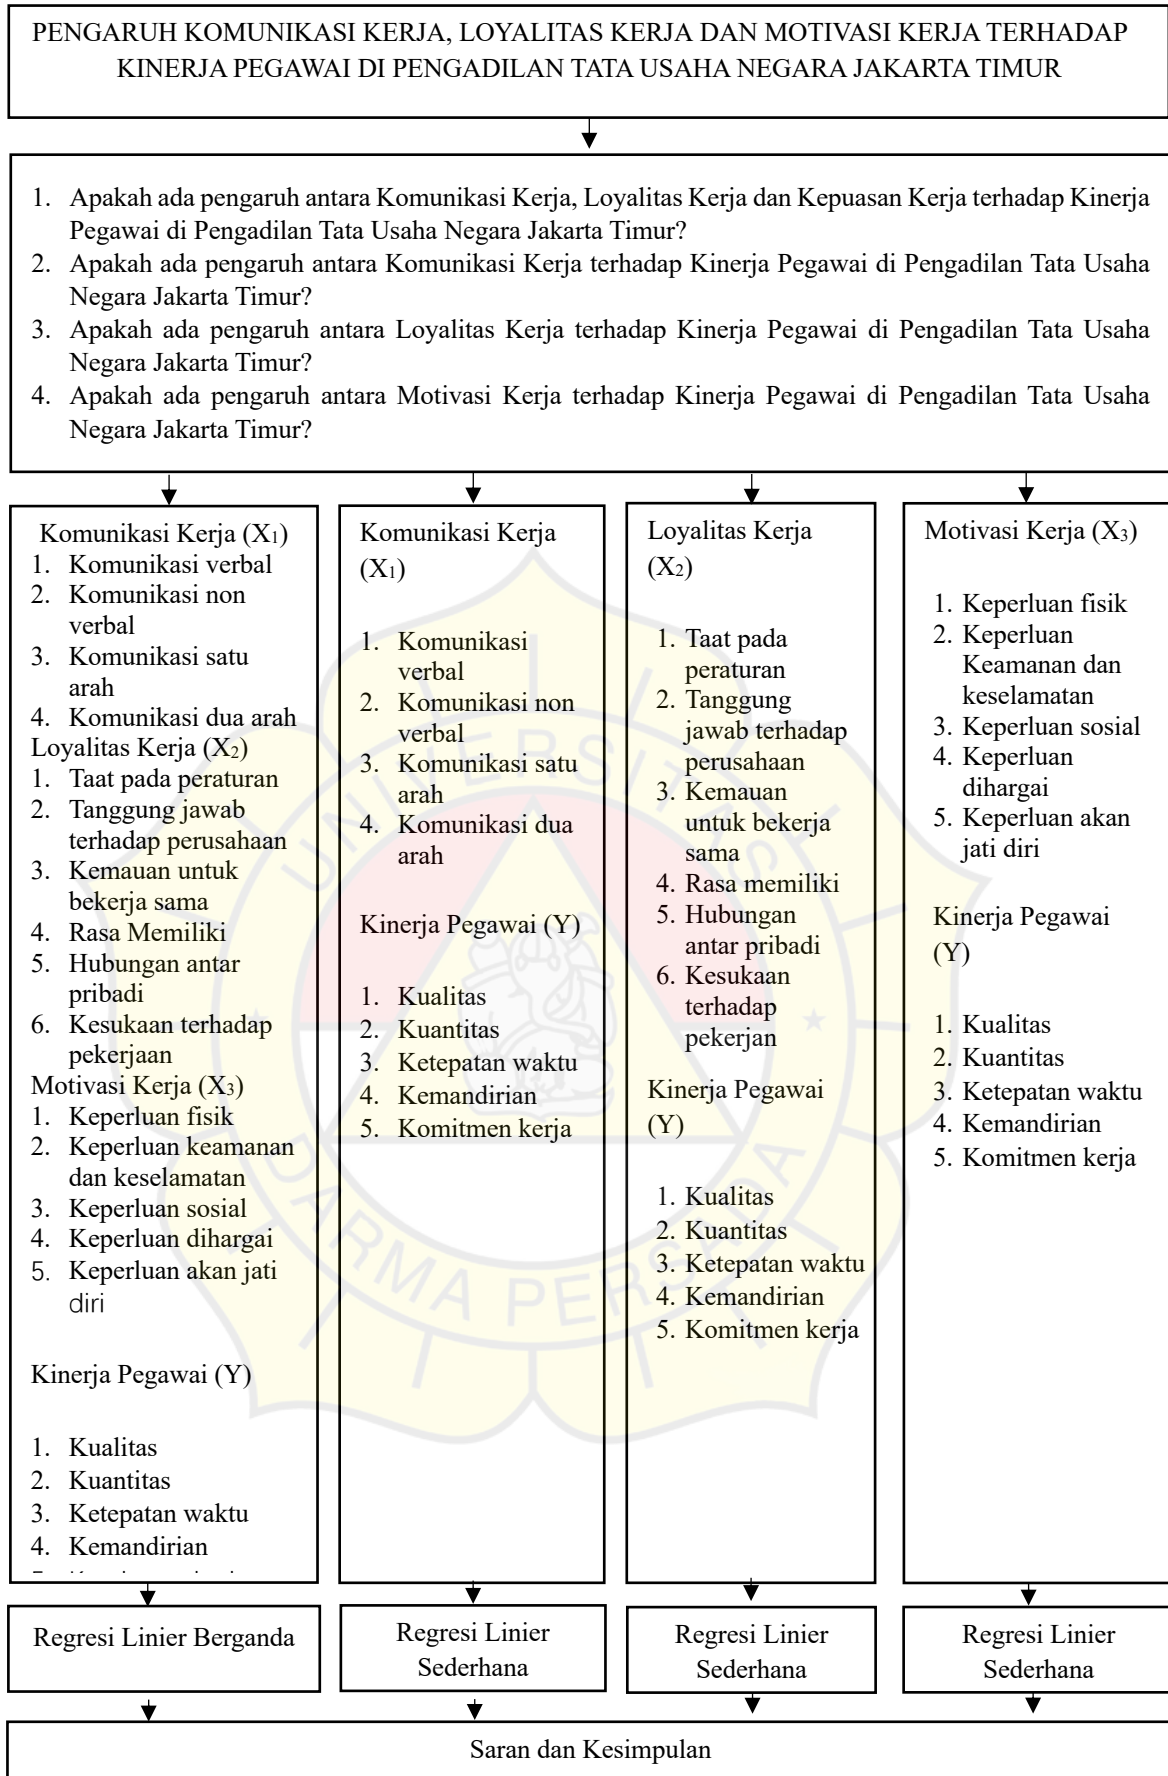 PENGARUH KOMUNIKASI KERJA, LOYALITAS KERJA DAN MOTIVASI KERJA TERHADAP
KINERJA PEGAWAI DI PENGADILAN TATA USAHA NEGARA JAKARTA TIMUR
1. Apakah ada pengaruh antara Komunikasi Kerja, Loyalitas Kerja dan Kepuasan Kerja terhadap Kinerja
Pegawai di Pengadilan Tata Usaha Negara Jakarta Timur?
2. Apakah ada pengaruh antara Komunikasi Kerja terhadap Kinerja Pegawai di Pengadilan Tata Usaha
Negara Jakarta Timur?
3. Apakah ada pengaruh antara Loyalitas Kerja terhadap Kinerja Pegawai di Pengadilan Tata Usaha
Negara Jakarta Timur?
4. Apakah ada pengaruh antara Motivasi Kerja terhadap Kinerja Pegawai di Pengadilan Tata Usaha
Negara Jakarta Timur?
Komunikasi Kerja (X1)
1. Komunikasi verbal
2. Komunikasi non
verbal
3. Komunikasi satu
arah
4. Komunikasi dua arah
Loyalitas Kerja (X2)
1. Taat pada peraturan
2. Tanggung jawab
terhadap perusahaan
3. Kemauan untuk
bekerja sama
4. Rasa Memiliki
5. Hubungan antar
pribadi
6. Kesukaan terhadap
pekerjaan
Motivasi Kerja (X3)
1. Keperluan fisik
2. Keperluan keamanan
dan keselamatan
3. Keperluan sosial
4. Keperluan dihargai
5. Keperluan akan jati
diri
Kinerja Pegawai (Y)
1. Kualitas
2. Kuantitas
3. Ketepatan waktu
4. Kemandirian
Komunikasi Kerja
(X1)
1. Komunikasi
verbal
2. Komunikasi non
verbal
3. Komunikasi satu
arah
4. Komunikasi dua
arah
Kinerja Pegawai (Y)
1. Kualitas
2. Kuantitas
3. Ketepatan waktu
4. Kemandirian
5. Komitmen kerja
Loyalitas Kerja
(X2)
1. Taat pada
peraturan
2. Tanggung
jawab terhadap
perusahaan
3. Kemauan
untuk bekerja
sama
4. Rasa memiliki
5. Hubungan
antar pribadi
6. Kesukaan
terhadap
pekerjan
Kinerja Pegawai
(Y)
1. Kualitas
2. Kuantitas
3. Ketepatan waktu
4. Kemandirian
5. Komitmen kerja
Motivasi Kerja (X3)
1. Keperluan fisik
2. Keperluan
Keamanan dan
keselamatan
3. Keperluan sosial
4. Keperluan
dihargai
5. Keperluan akan
jati diri
Kinerja Pegawai
(Y)
1. Kualitas
2. Kuantitas
3. Ketepatan waktu
4. Kemandirian
5. Komitmen kerja
Regresi Linier Berganda
Regresi Linier
Sederhana
Regresi Linier
Sederhana
Regresi Linier
Sederhana
Saran dan Kesimpulan
UNIVERSITAS
DARMA PERSADA